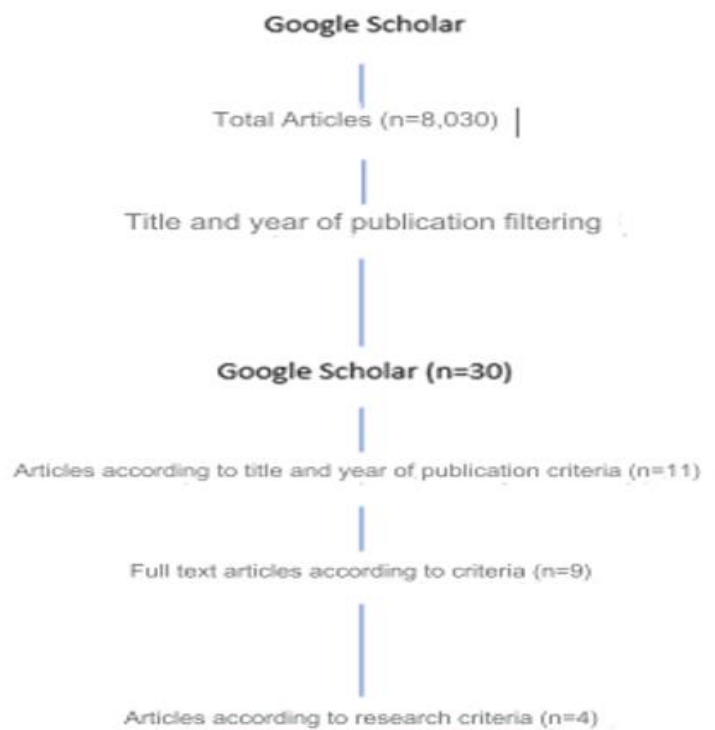 Google Scholar
Total Articles (n=8,030)
Title and year of publication filtering
Google Scholar (n=30)
Articles according to title and year of publication criteria (n=11)
Full text articles according to criteria (n=9)
Articles according to research criteria (n=4)